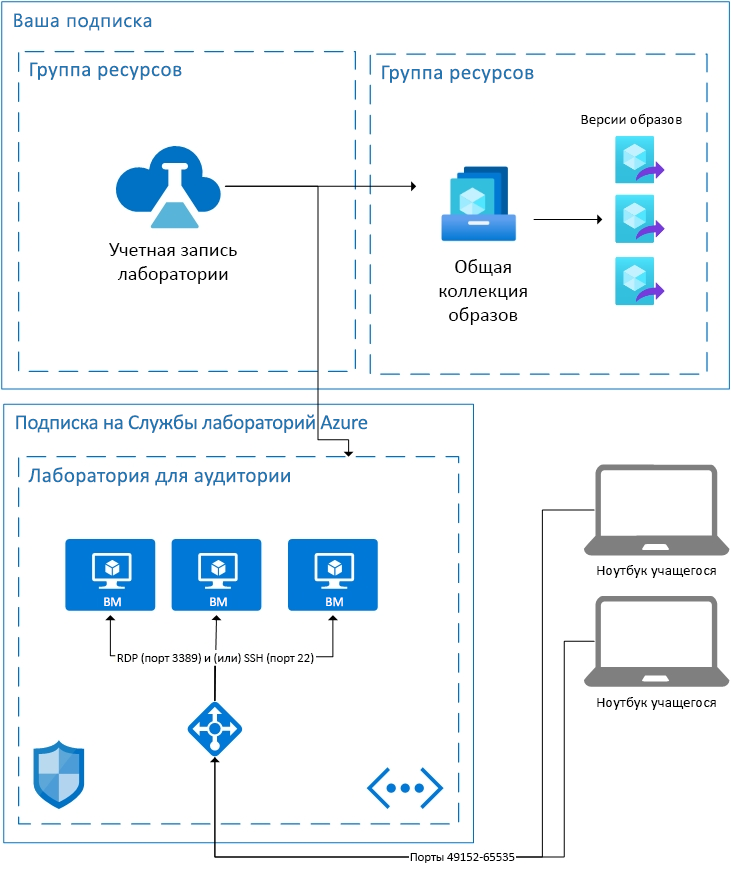 Ваша подписка
Группа ресурсов
Группа ресурсов
Версии образов
Учетная запись
лаборатории
Общая
коллекция
образов
Подписка на Службы лабораторий Azure
Лаборатория для аудитории
ВМ
ВМ
ВМ
RDP (порт 3389) и (или) SSH (порт 22)
Ноутбук учащегося
Ноутбук учащегося
Порты 49152-65535